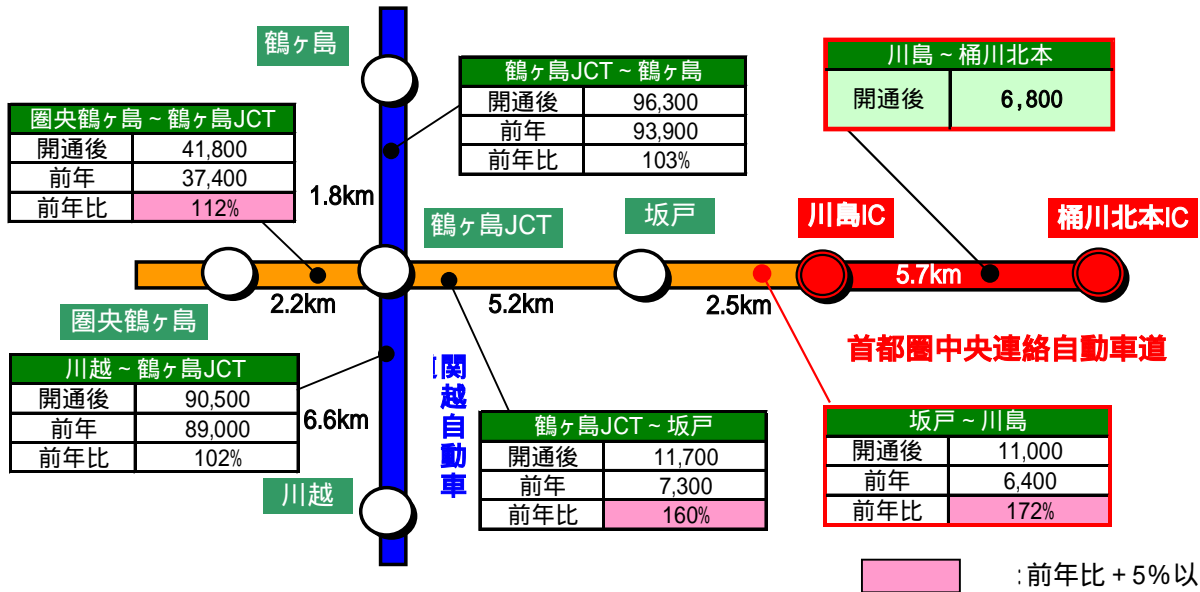 鶴ヶ島
鶴ヶ島JCT ~ 鶴ヶ島
開通後 96,300
前年 93,900
前年比 103%
川島 ~ 桶川北本
開通後 6,800
圏央鶴ヶ島 ~ 鶴ヶ島JCT
開通後 41,800
前年 37,400
前年比 112%
1.8km
鶴ヶ島JCT
坂戸
川島IC
桶川北本IC
2.2km
5.2km
2.5km
5.7km
圏央鶴ヶ島
首都圏中央連絡自動車道
川越 ~ 鶴ヶ島JCT
開通後 90,500
前年 89,000
前年比 102%
6.6km
関越自動車
鶴ヶ島JCT ~ 坂戸
開通後 11,700
前年 7,300
前年比 160%
坂戸 ~ 川島
開通後 11,000
前年 6,400
前年比 172%
川越
:前年比 + 5%以